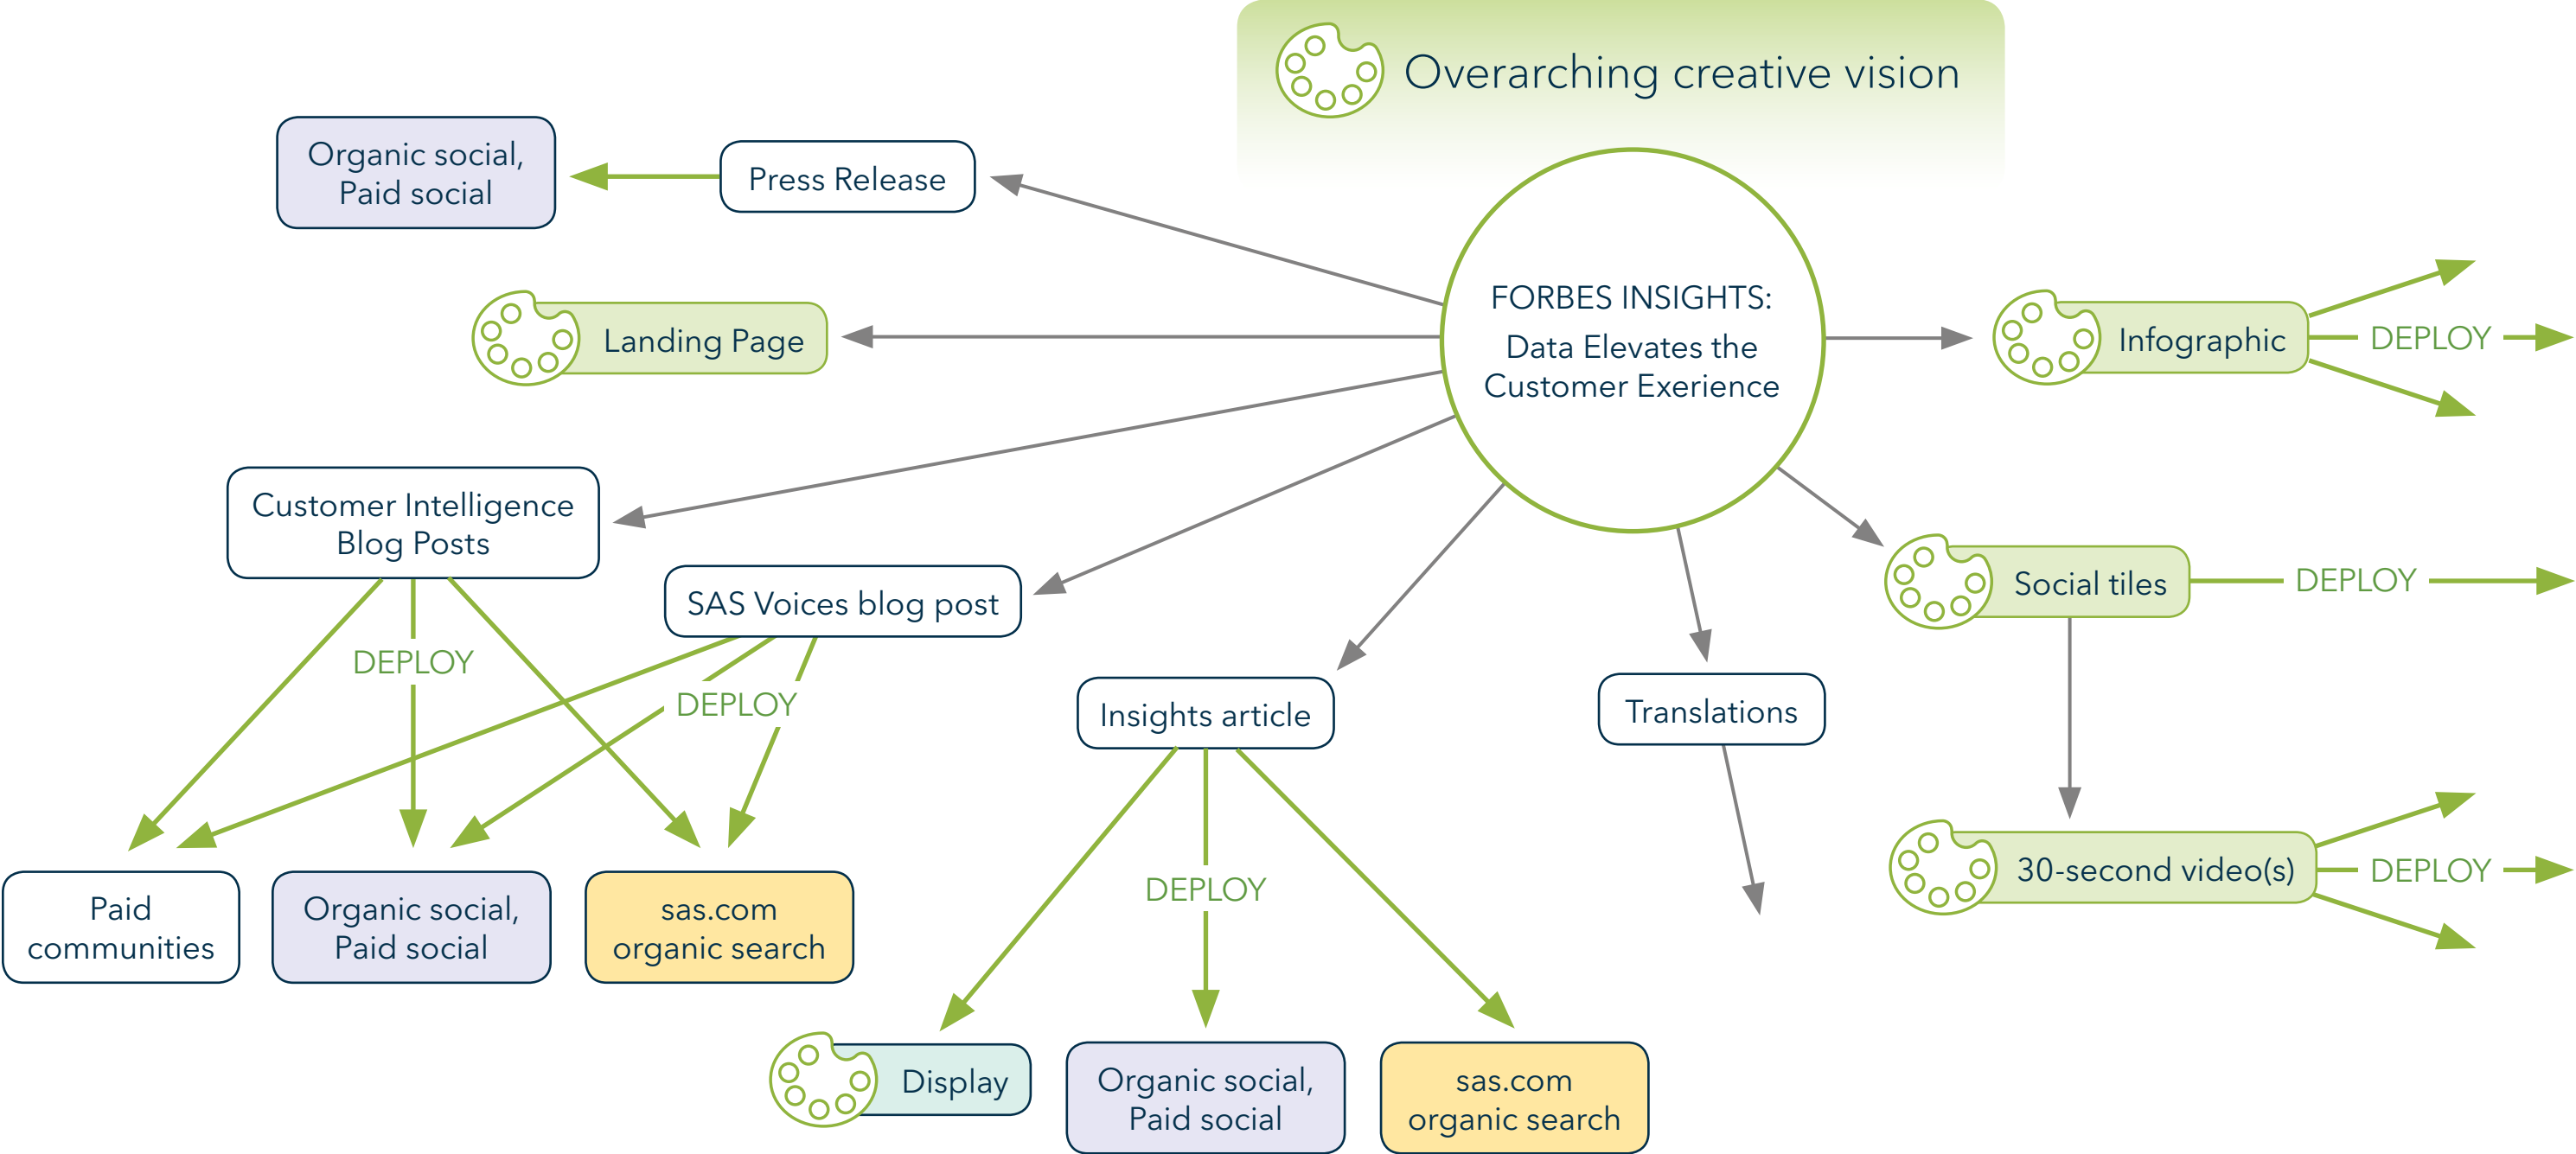 Overarching creative vision
Organic social,
Paid social
Press Release
FORBES INSIGHTS:
Data Elevates the
Customer Exerience
Landing Page
Infographic
DEPLOY
Customer Intelligence
Blog Posts
SAS Voices blog post
Social tiles
DEPLOY
DEPLOY
DEPLOY
Insights article
Translations
30-second video(s)
DEPLOY
DEPLOY
Paid
communities
Organic social,
Paid social
sas.com
organic search
Display
Organic social,
Paid social
sas.com
organic search